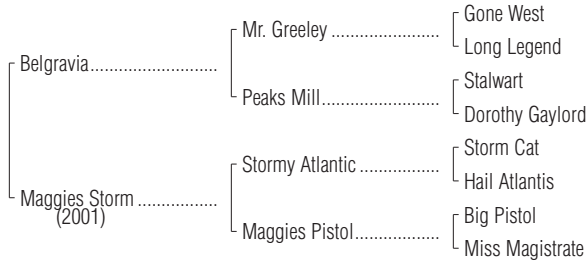 Gone West
Mr. Greeley ....................
Long Legend
Belgravia.......................
Stalwart
Peaks Mill......................
Dorothy Gaylord
Storm Cat
Stormy Atlantic ...............
Hail Atlantis
Maggies Storm ..............
(2001)
Big Pistol
Maggies Pistol................
Miss Magistrate